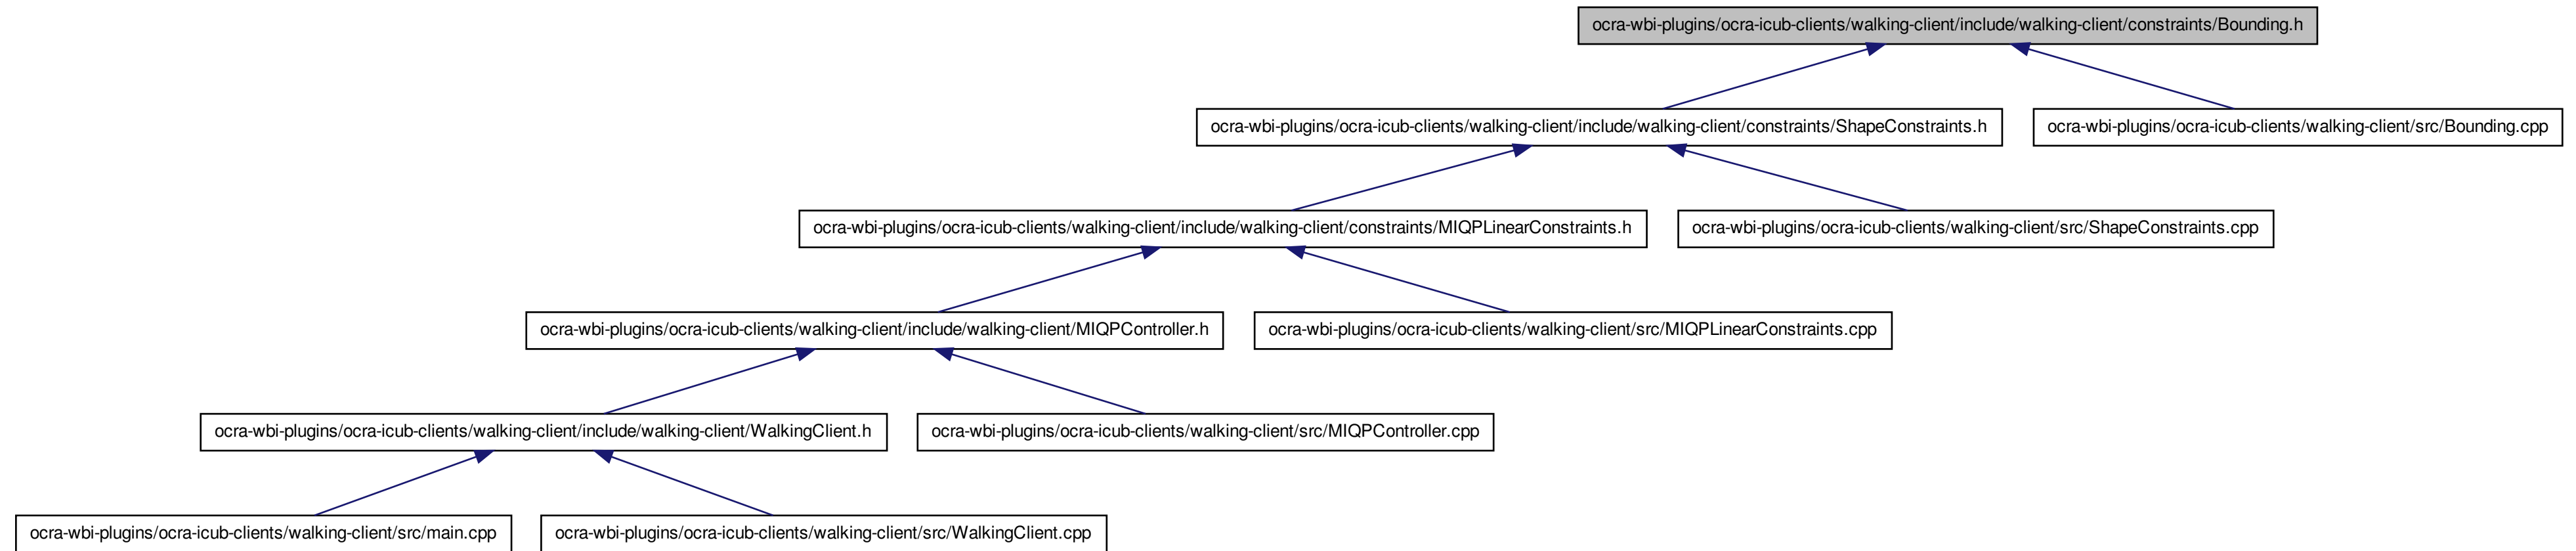 ocra-wbi-plugins/ocra-icub-clients/walking-client/include/walking-client/constraints/Bounding.h
ocra-wbi-plugins/ocra-icub-clients/walking-client/include/walking-client/constraints/ShapeConstraints.h
ocra-wbi-plugins/ocra-icub-clients/walking-client/src/Bounding.cpp
ocra-wbi-plugins/ocra-icub-clients/walking-client/include/walking-client/constraints/MIQPLinearConstraints.h
ocra-wbi-plugins/ocra-icub-clients/walking-client/src/ShapeConstraints.cpp
ocra-wbi-plugins/ocra-icub-clients/walking-client/include/walking-client/MIQPController.h
ocra-wbi-plugins/ocra-icub-clients/walking-client/src/MIQPLinearConstraints.cpp
ocra-wbi-plugins/ocra-icub-clients/walking-client/include/walking-client/WalkingClient.h
ocra-wbi-plugins/ocra-icub-clients/walking-client/src/MIQPController.cpp
ocra-wbi-plugins/ocra-icub-clients/walking-client/src/main.cpp
ocra-wbi-plugins/ocra-icub-clients/walking-client/src/WalkingClient.cpp